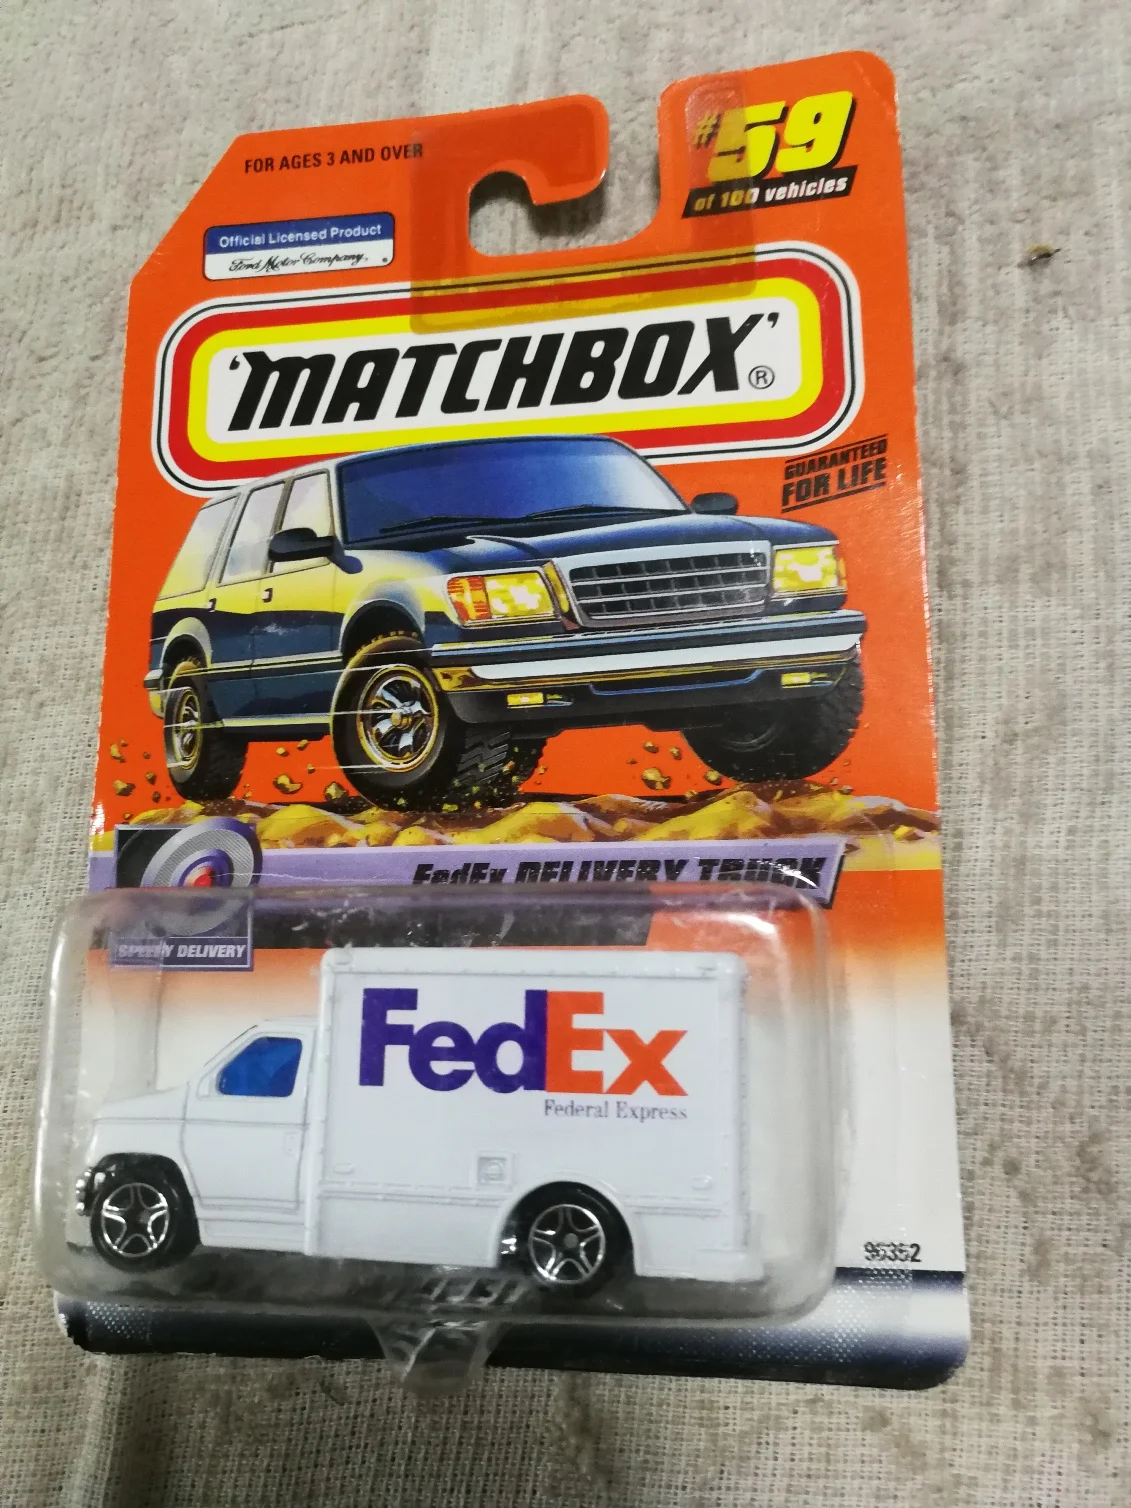 FOR AGES 3 AND OVER
#59
of 100 vehicles
Official Licensed Product
Ford Motor Company
'MATCHBOX'®
GUARANTEED
FOR LIFE
FedEx DELIVERY TRUCK
SPEEDY DELIVERY
FedEx
Federal Express
96352